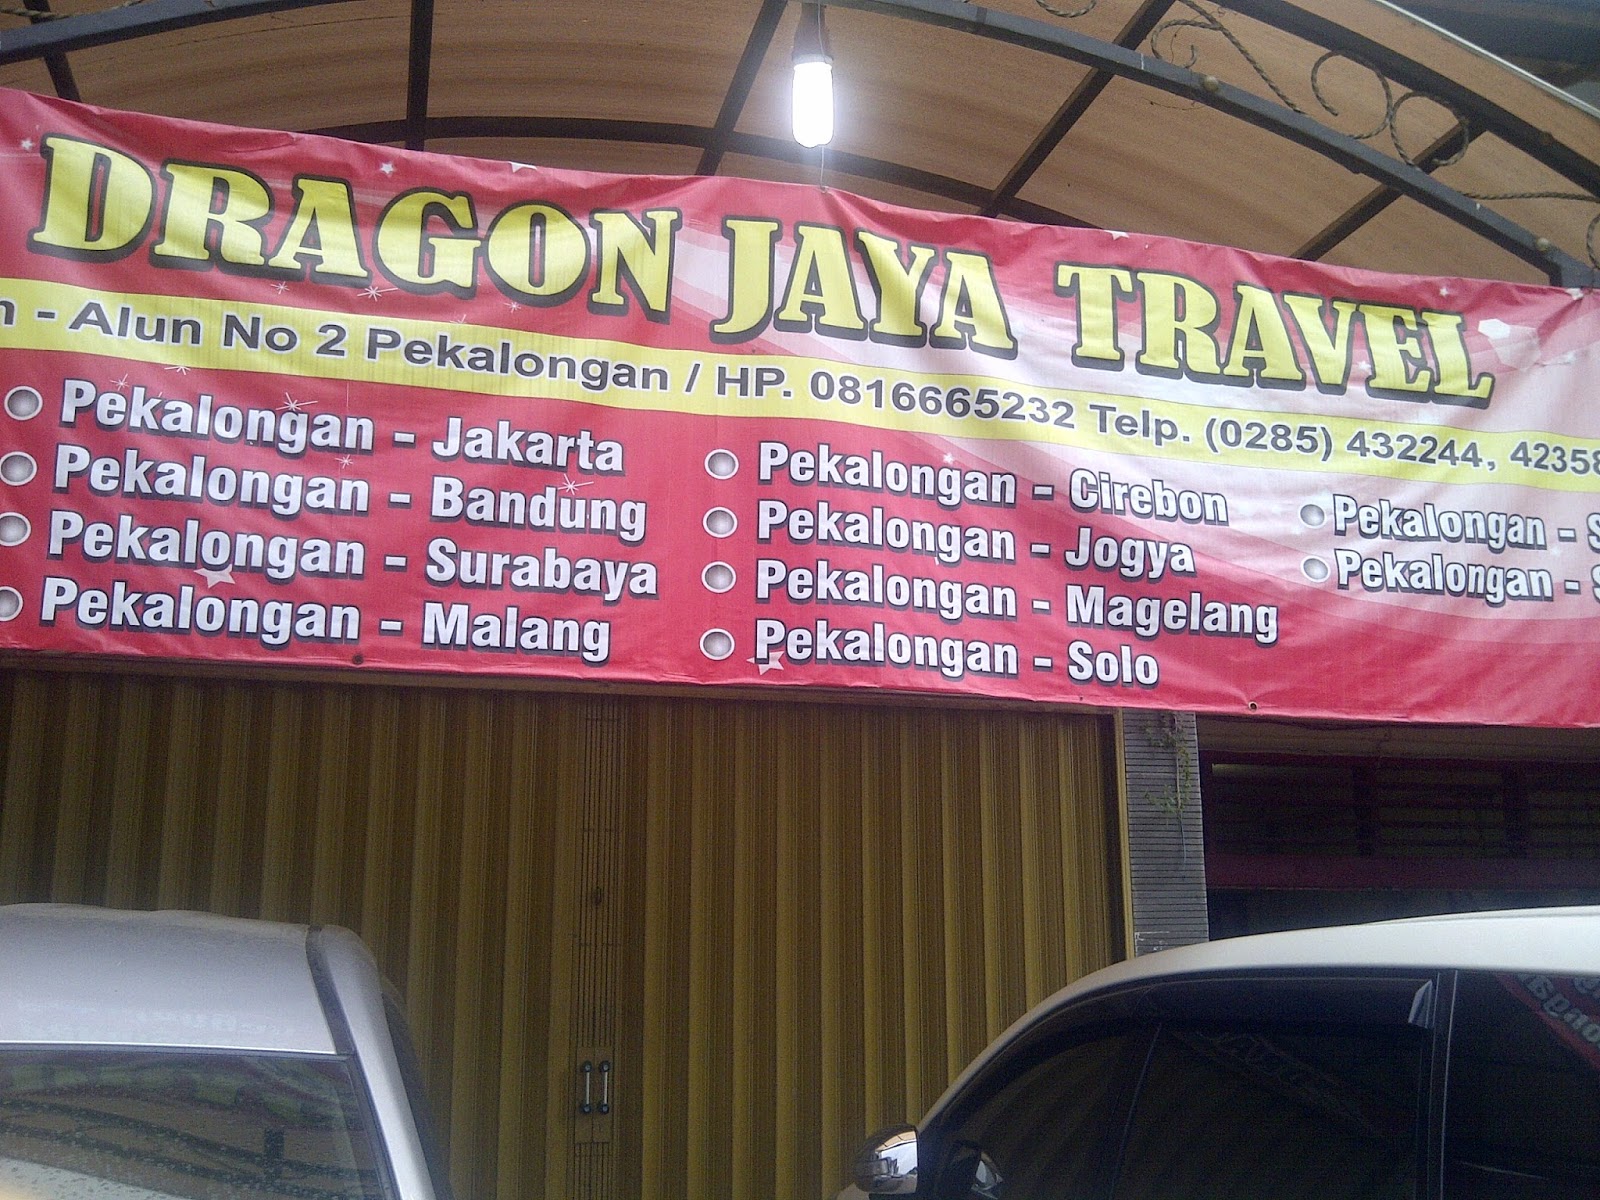 DRAGON JAYA TRAVEL
- Alun No 2 Pekalongan / HP. 0816665232 Telp. (0285) 432244, 42358
Pekalongan - Jakarta
Pekalongan - Bandung
Pekalongan - Surabaya
Pekalongan - Malang
Pekalongan - Cirebon
Pekalongan - Jogya
Pekalongan - Magelang
Pekalongan - Solo
Pekalongan - S
Pekalongan - S